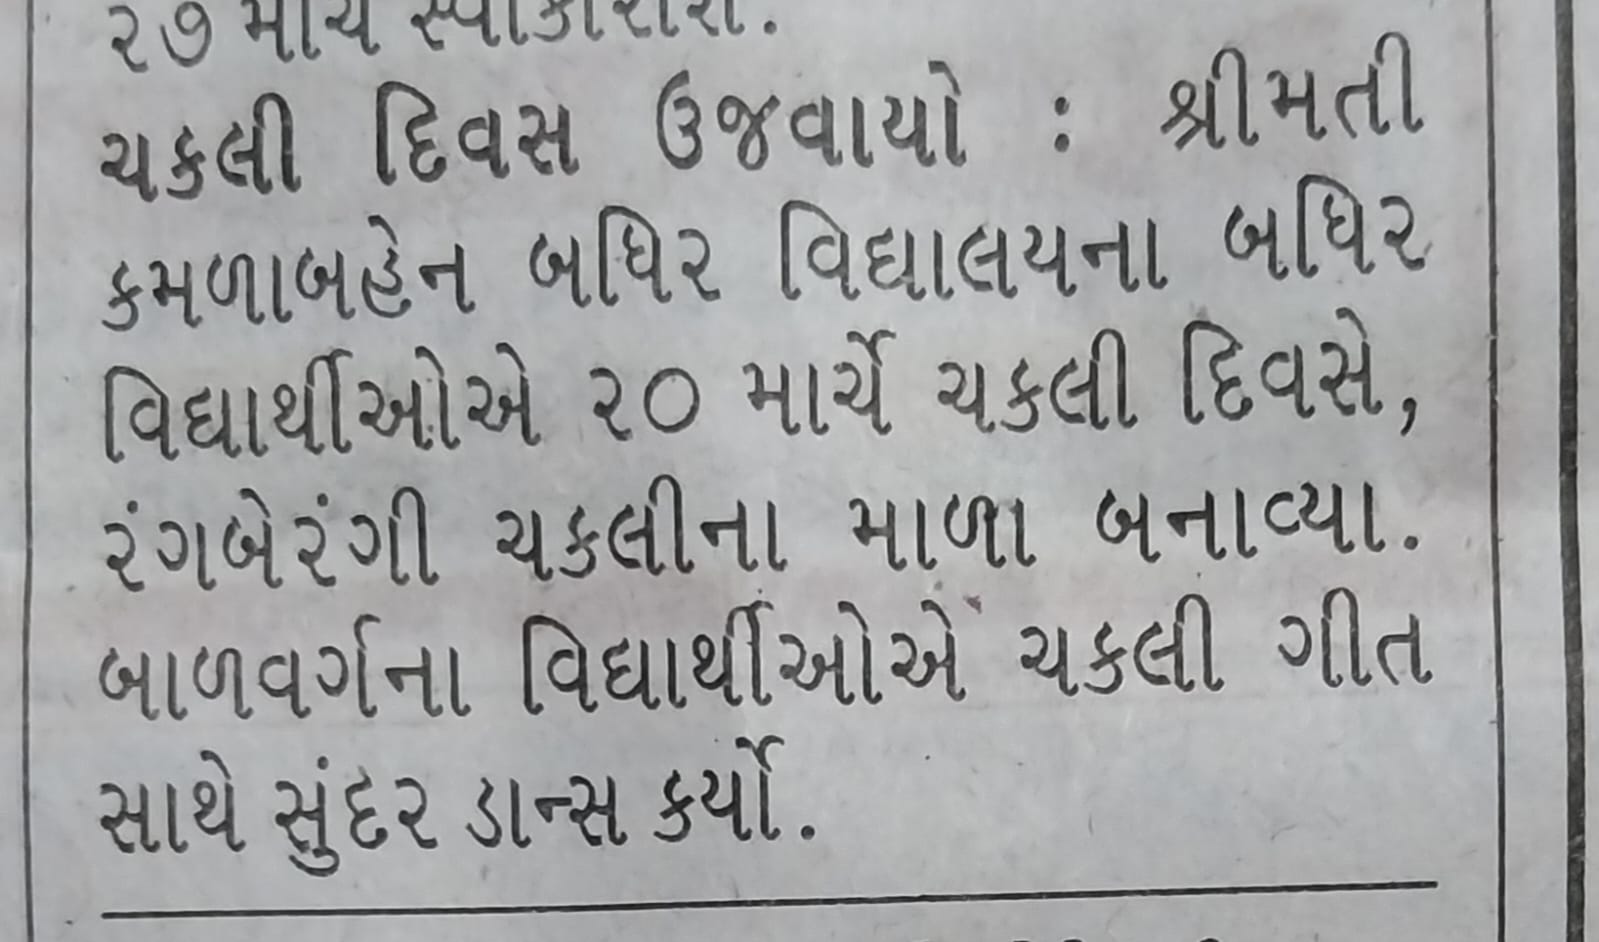 ૨૭ માર્ચ સ્વીકારાશે.
ચકલી દિવસ ઉજવાયો : શ્રીમતી
કમળાબહેન બધિર વિદ્યાલયના બધિર
વિદ્યાર્થીઓએ ૨૦ માર્ચે ચકલી દિવસે,
રંગબેરંગી ચકલીના માળા બનાવ્યા.
બાળવર્ગના વિદ્યાર્થીઓએ ચકલી ગીત
સાથે સુંદર ડાન્સ કર્યો.